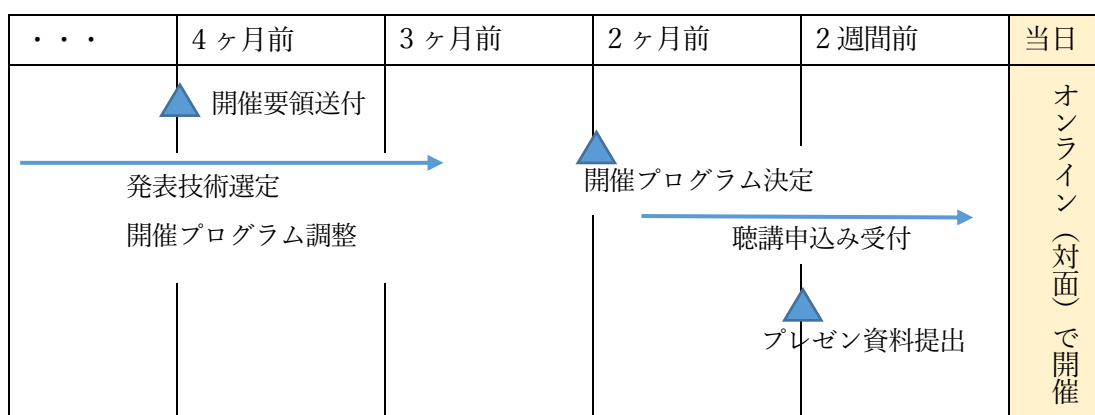 ・・・ 4ヶ月前 3ヶ月前 2ヶ月前 2週間前 当日
開催要領送付
発表技術選定
開催プログラム調整
開催プログラム決定
聴講申込み受付
プレゼン資料提出
オンライン（対面）で開催